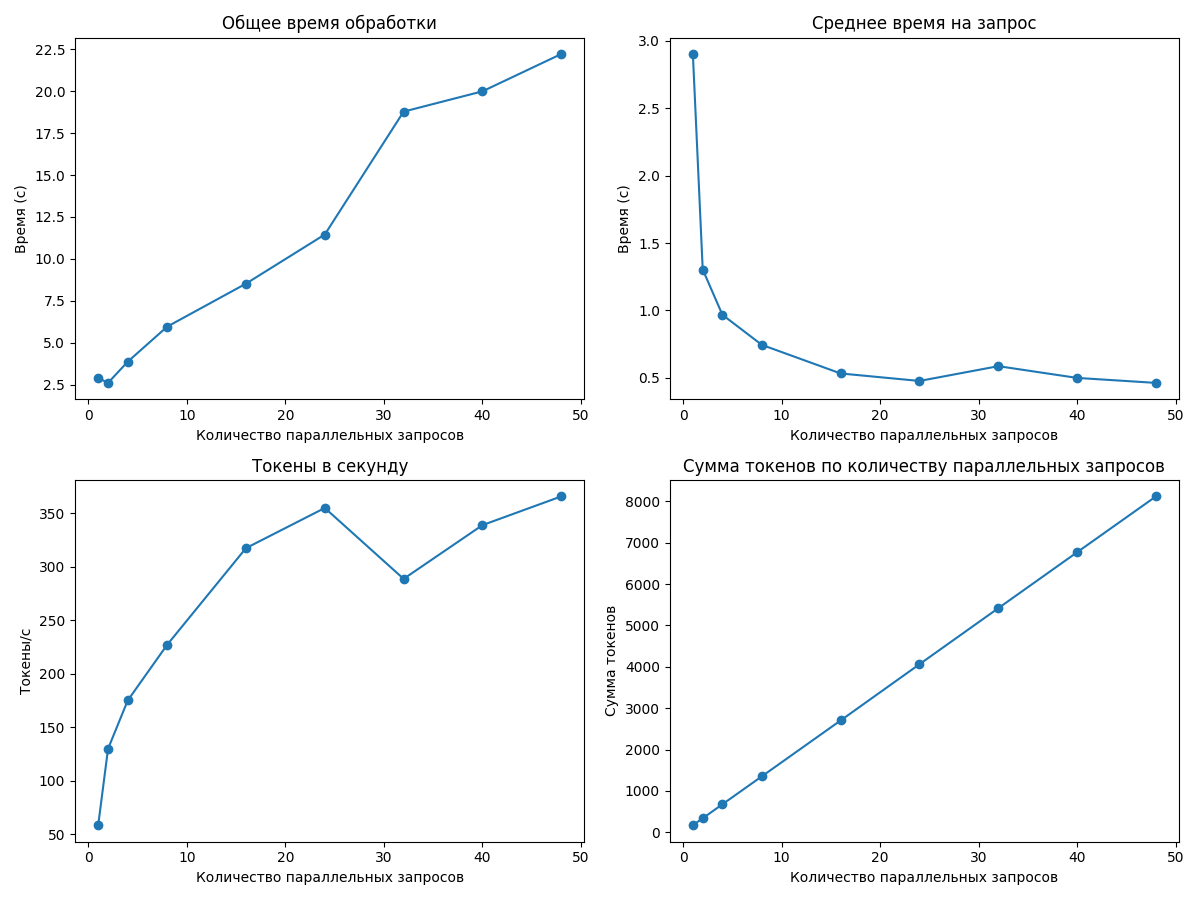 Общее время обработки
22.5
20.0
17.5
15.0
12.5
10.0
7.5
5.0
2.5
Время (с)
0 10 20 30 40 50
Количество параллельных запросов
Среднее время на запрос
3.0
2.5
2.0
1.5
1.0
0.5
Время (с)
0 10 20 30 40 50
Количество параллельных запросов
Токены в секунду
350
300
250
200
150
100
50
Токены/с
0 10 20 30 40 50
Количество параллельных запросов
Сумма токенов по количеству параллельных запросов
8000
7000
6000
5000
4000
3000
2000
1000
0
Сумма токенов
0 10 20 30 40 50
Количество параллельных запросов